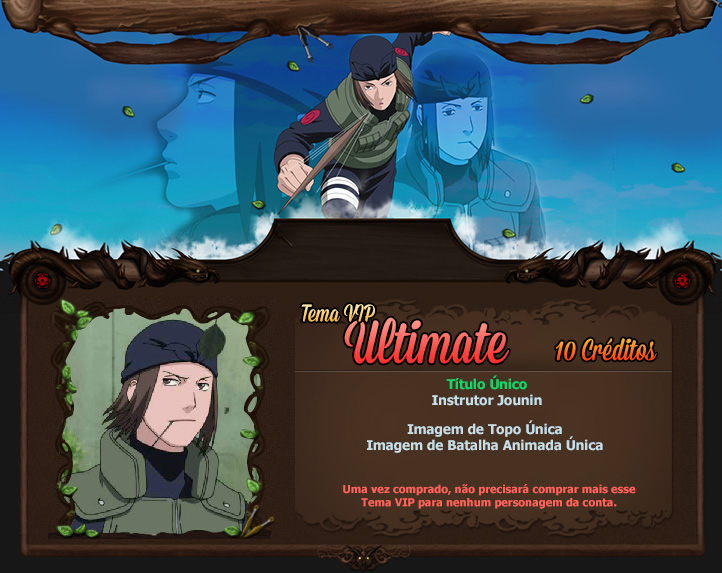 Tema VIP
Ultimate
10 Créditos
Título Único
Instrutor Jounin
Imagem de Topo Única
Imagem de Batalha Animada Única
Uma vez comprado, não precisará comprar mais esse
Tema VIP para nenhum personagem da conta.